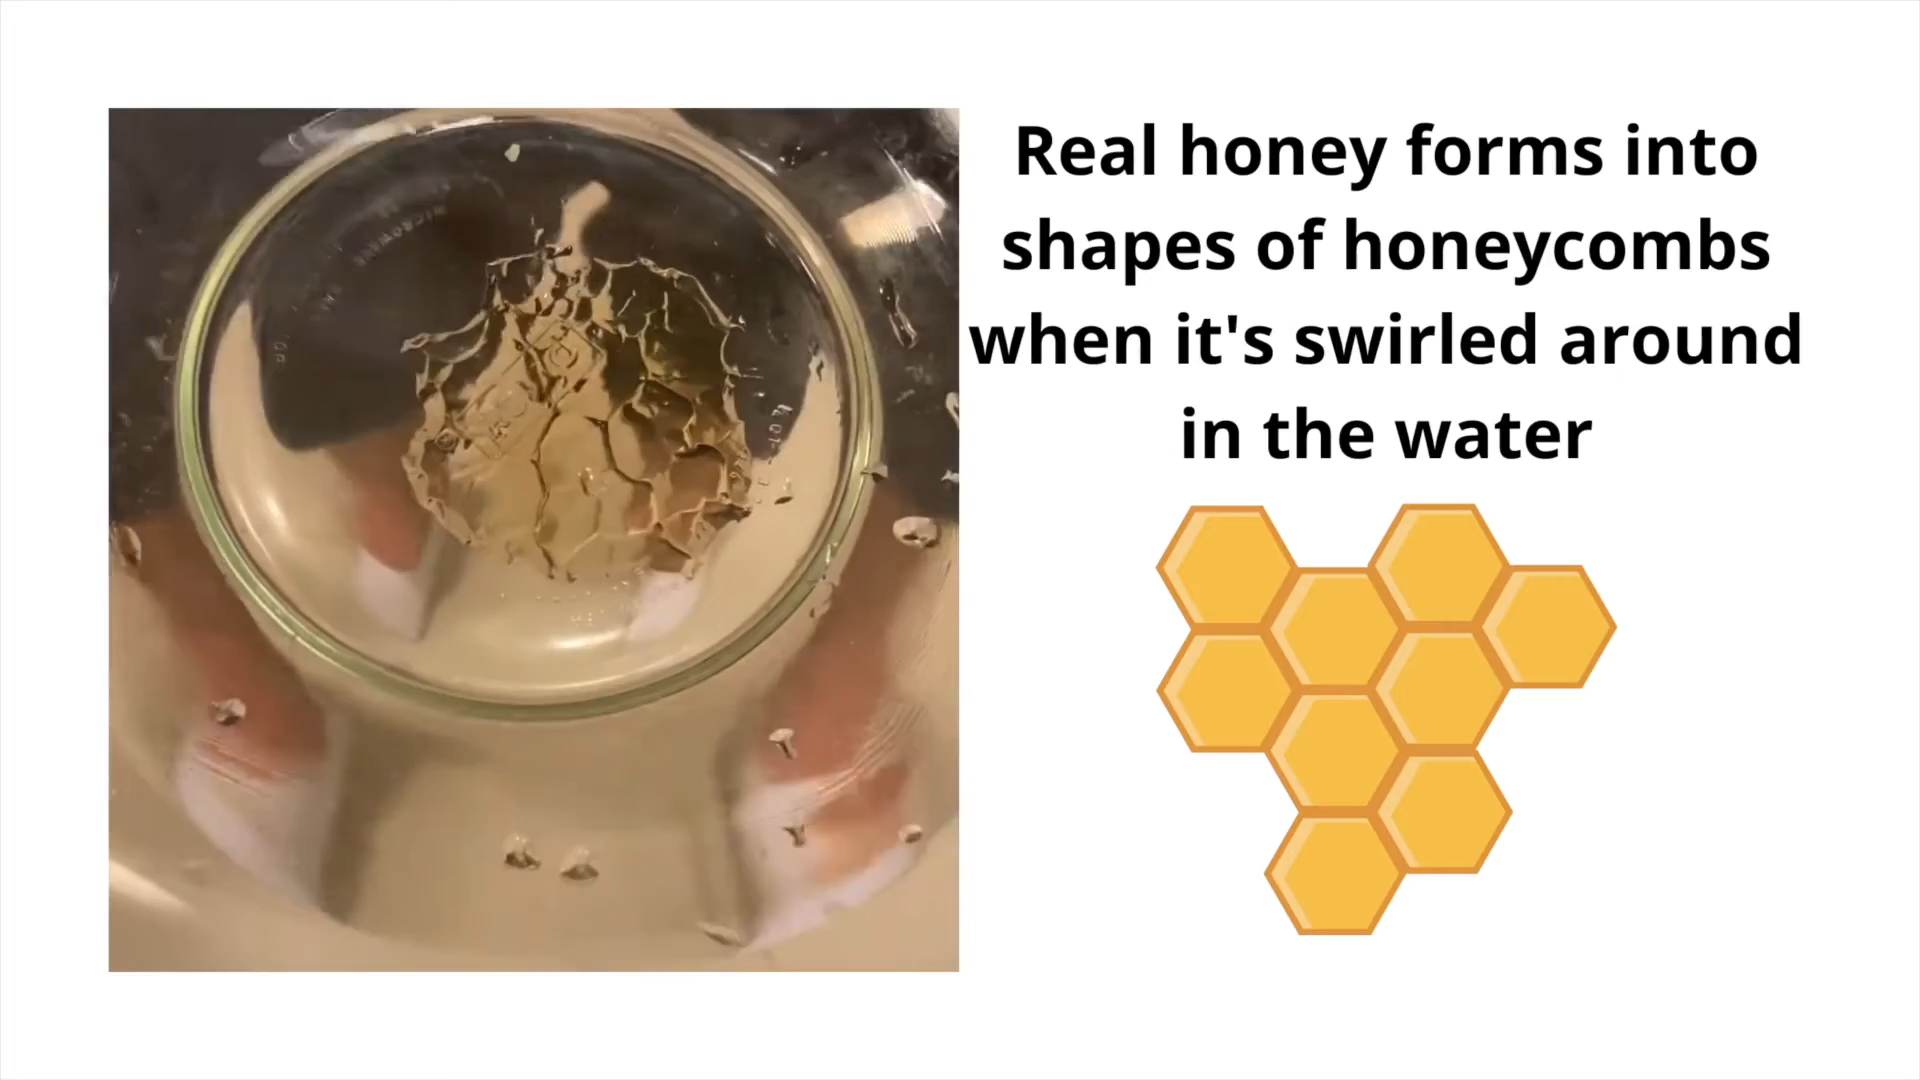 Real honey forms into
shapes of honeycombs
when it's swirled around
in the water